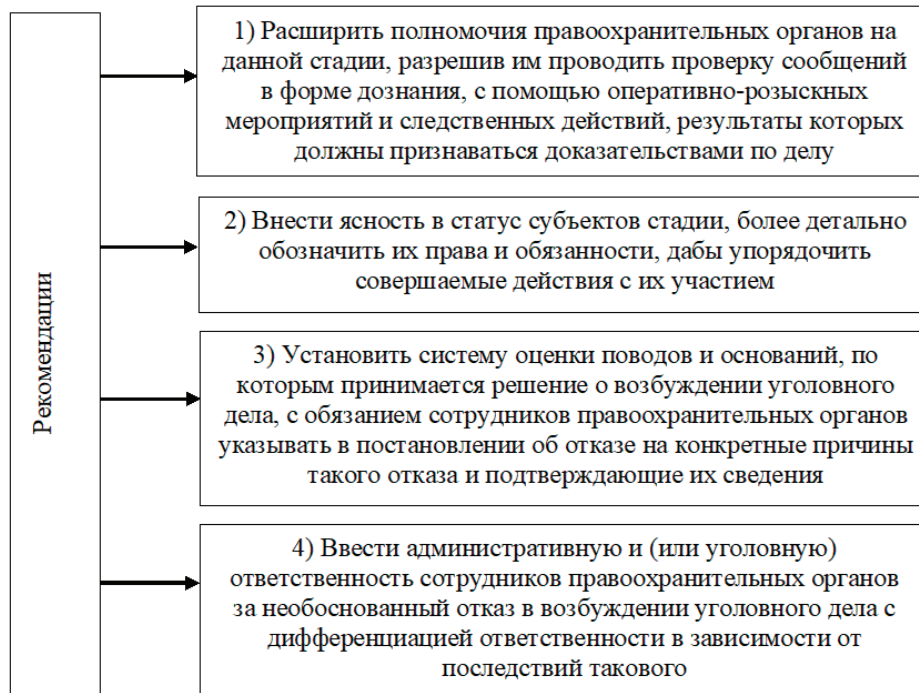 Рекомендации
1) Расширить полномочия правоохранительных органов на
данной стадии, разрешив им проводить проверку сообщений
в форме дознания, с помощью оперативно-розыскных
мероприятий и следственных действий, результаты которых
должны признаваться доказательствами по делу
2) Внести ясность в статус субъектов стадии, более детально
обозначить их права и обязанности, дабы упорядочить
совершаемые действия с их участием
3) Установить систему оценки поводов и оснований, по
которым принимается решение о возбуждении уголовного
дела, с обязанием сотрудников правоохранительных органов
указывать в постановлении об отказе на конкретные причины
такого отказа и подтверждающие их сведения
4) Ввести административную и (или уголовную)
ответственность сотрудников правоохранительных органов
за необоснованный отказ в возбуждении уголовного дела с
дифференциацией ответственности в зависимости от
последствий такового